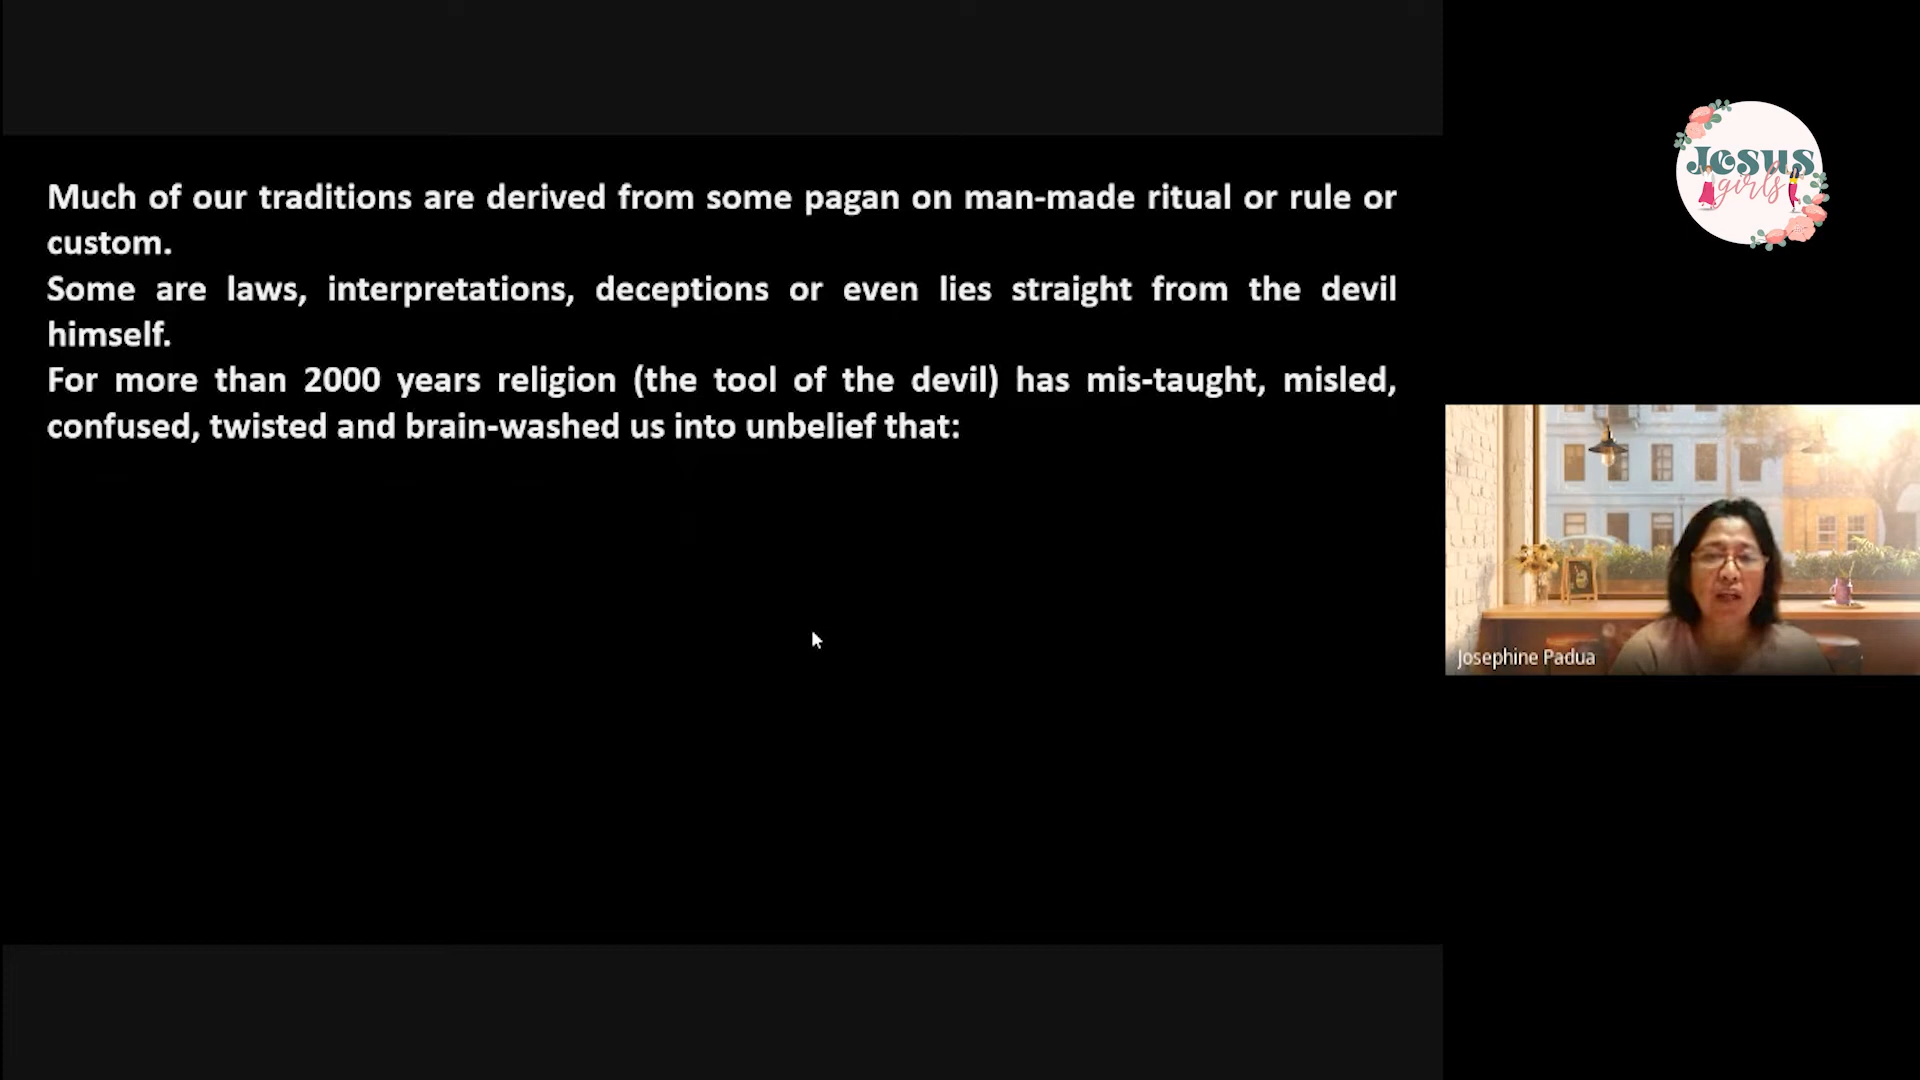 Much of our traditions are derived from some pagan on man-made ritual or rule or
custom.
Some are laws, interpretations, deceptions or even lies straight from the devil
himself.
For more than 2000 years religion (the tool of the devil) has mis-taught, misled,
confused, twisted and brain-washed us into unbelief that:
Jesus
girls
Josephine Padua